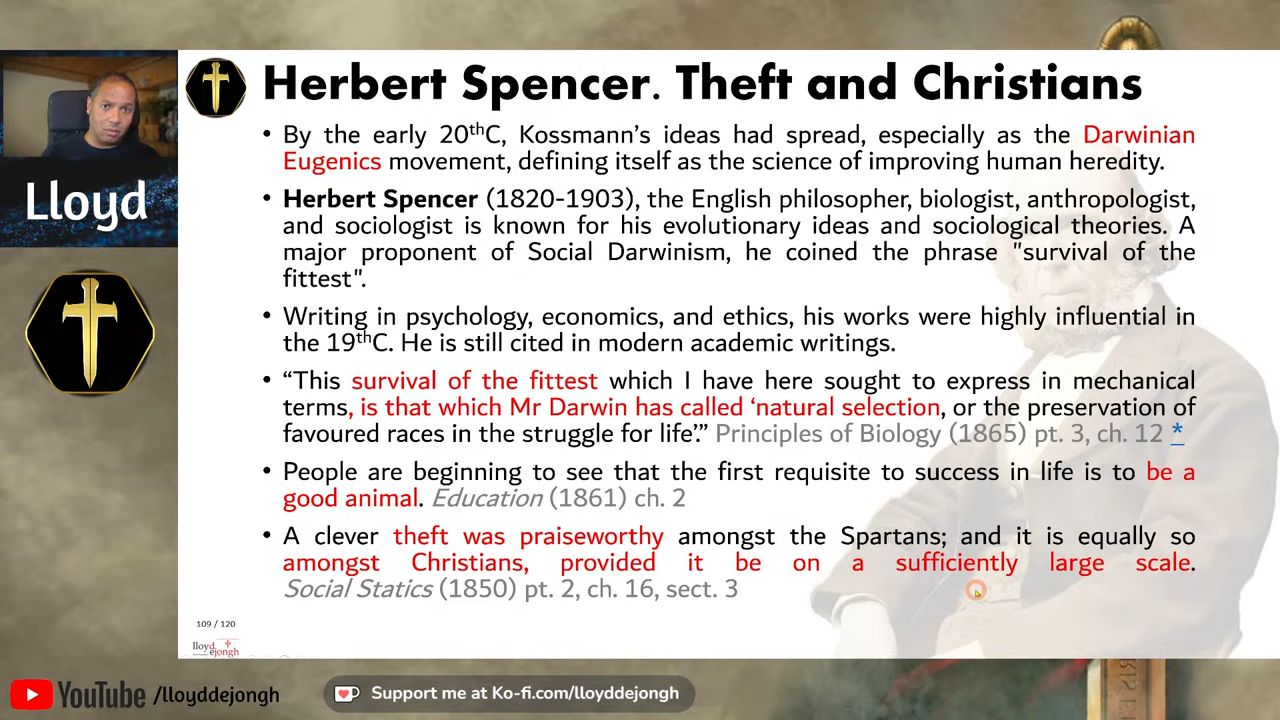 Herbert Spencer. Theft and Christians
• By the early 20thC, Kossmann's ideas had spread, especially as the Darwinian
Eugenics movement, defining itself as the science of improving human heredity.
• Herbert Spencer (1820-1903), the English philosopher, biologist, anthropologist,
and sociologist is known for his evolutionary ideas and sociological theories. A
major proponent of Social Darwinism, he coined the phrase "survival of the
fittest".
• Writing in psychology, economics, and ethics, his works were highly influential in
the 19thC. He is still cited in modern academic writings.
• “This survival of the fittest which I have here sought to express in mechanical
terms, is that which Mr Darwin has called ‘natural selection, or the preservation of
favoured races in the struggle for life’.” Principles of Biology (1865) pt. 3, ch. 12 *
• People are beginning to see that the first requisite to success in life is to be a
good animal. Education (1861) ch. 2
• A clever theft was praiseworthy amongst the Spartans; and it is equally so
amongst Christians, provided it be on a sufficiently large scale.
Social Statics (1850) pt. 2, ch. 16, sect. 3
Lloyd
109 / 120
lloyd
ejongh
YouTube /lloyddejongh
Support me at Ko-fi.com/lloyddejongh